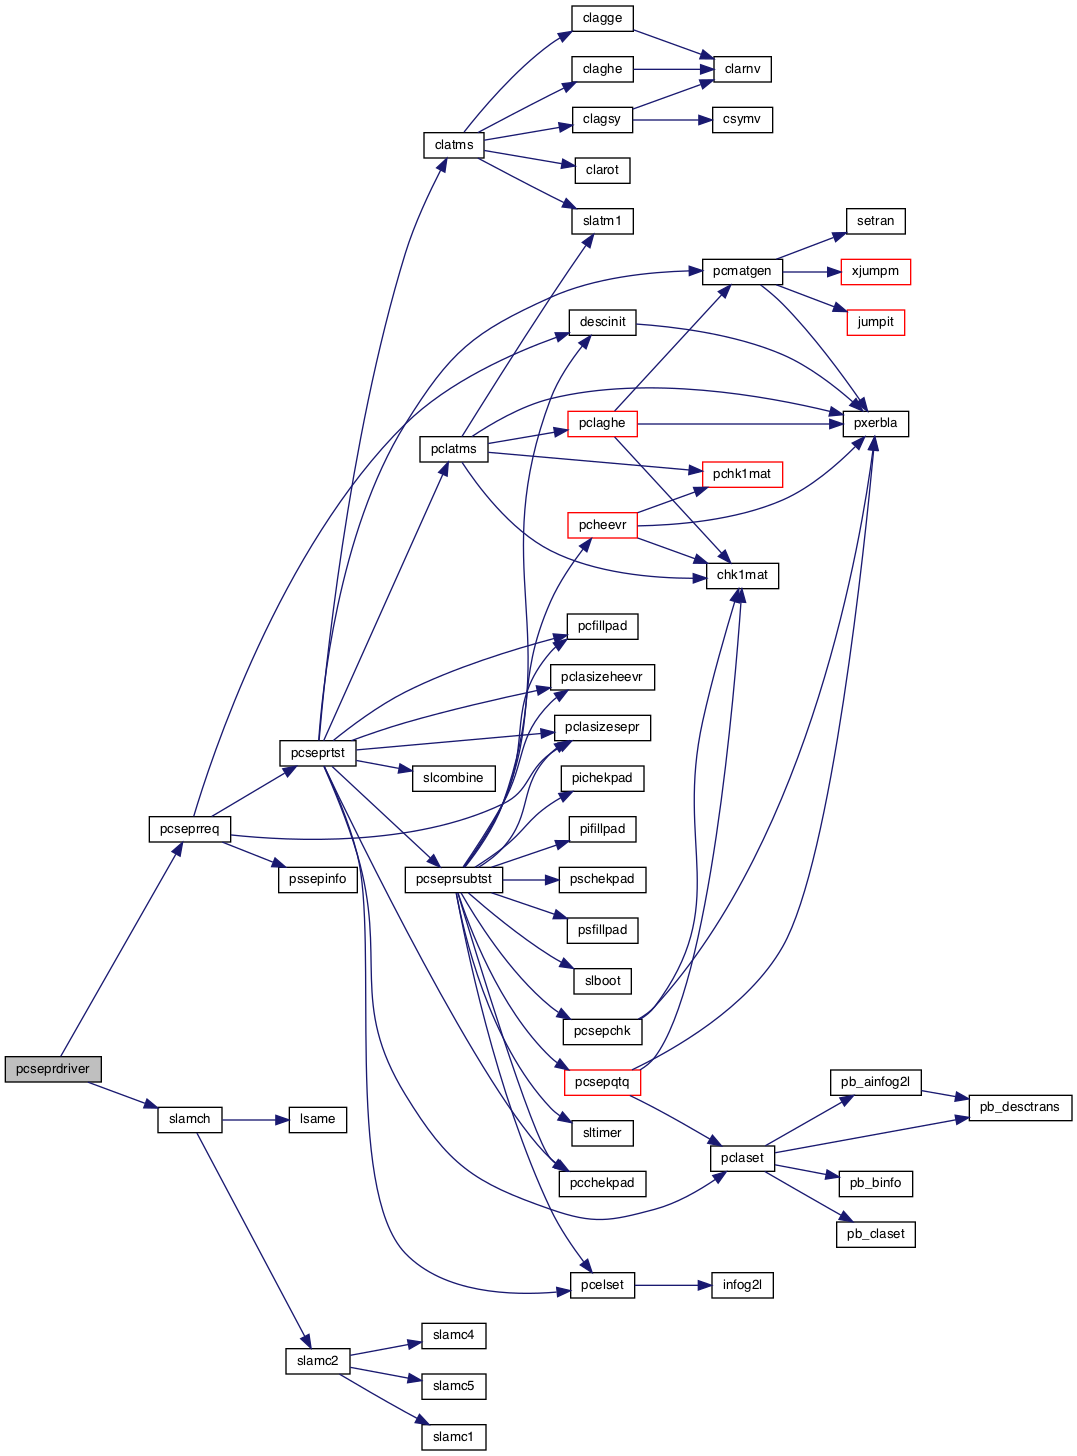 clagge
claghe
clarnv
clagsy
csymv
clatms
clarot
slatm1
setran
pcmatgen
xjumpm
descinit
jumpit
pclaghe
pxerbla
pclatms
pchk1mat
pcheevr
chk1mat
pcfillpad
pclasizeheevr
pclasizesepr
pcseprtst
slcombine
pichekpad
pcseprreq
pifillpad
pssepinfo
pcseprsubtst
pschekpad
psfillpad
slboot
pcsepchk
pcseprdriver
pcsepqtq
pb_ainfog2l
pb_desctrans
slamch
lsame
sltimer
pclaset
pcchekpad
pb_binfo
pb_claset
pcelset
infog2l
slamc4
slamc2
slamc5
slamc1